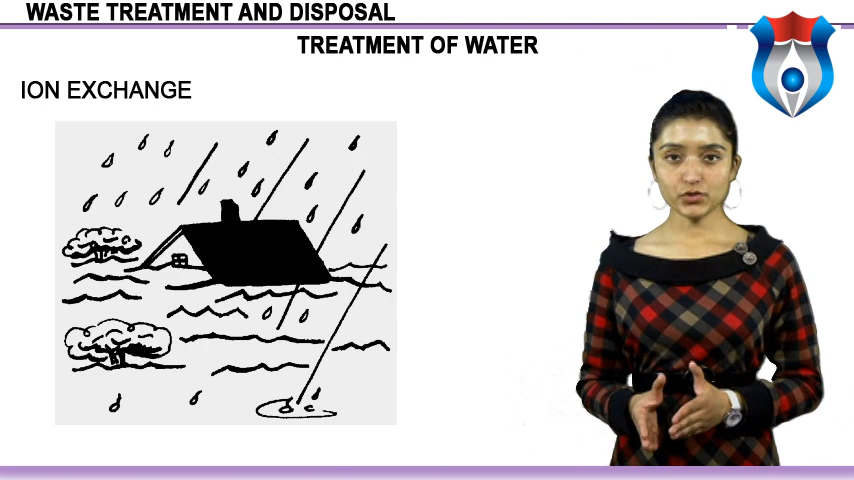 WASTE TREATMENT AND DISPOSAL
TREATMENT OF WATER
ION EXCHANGE